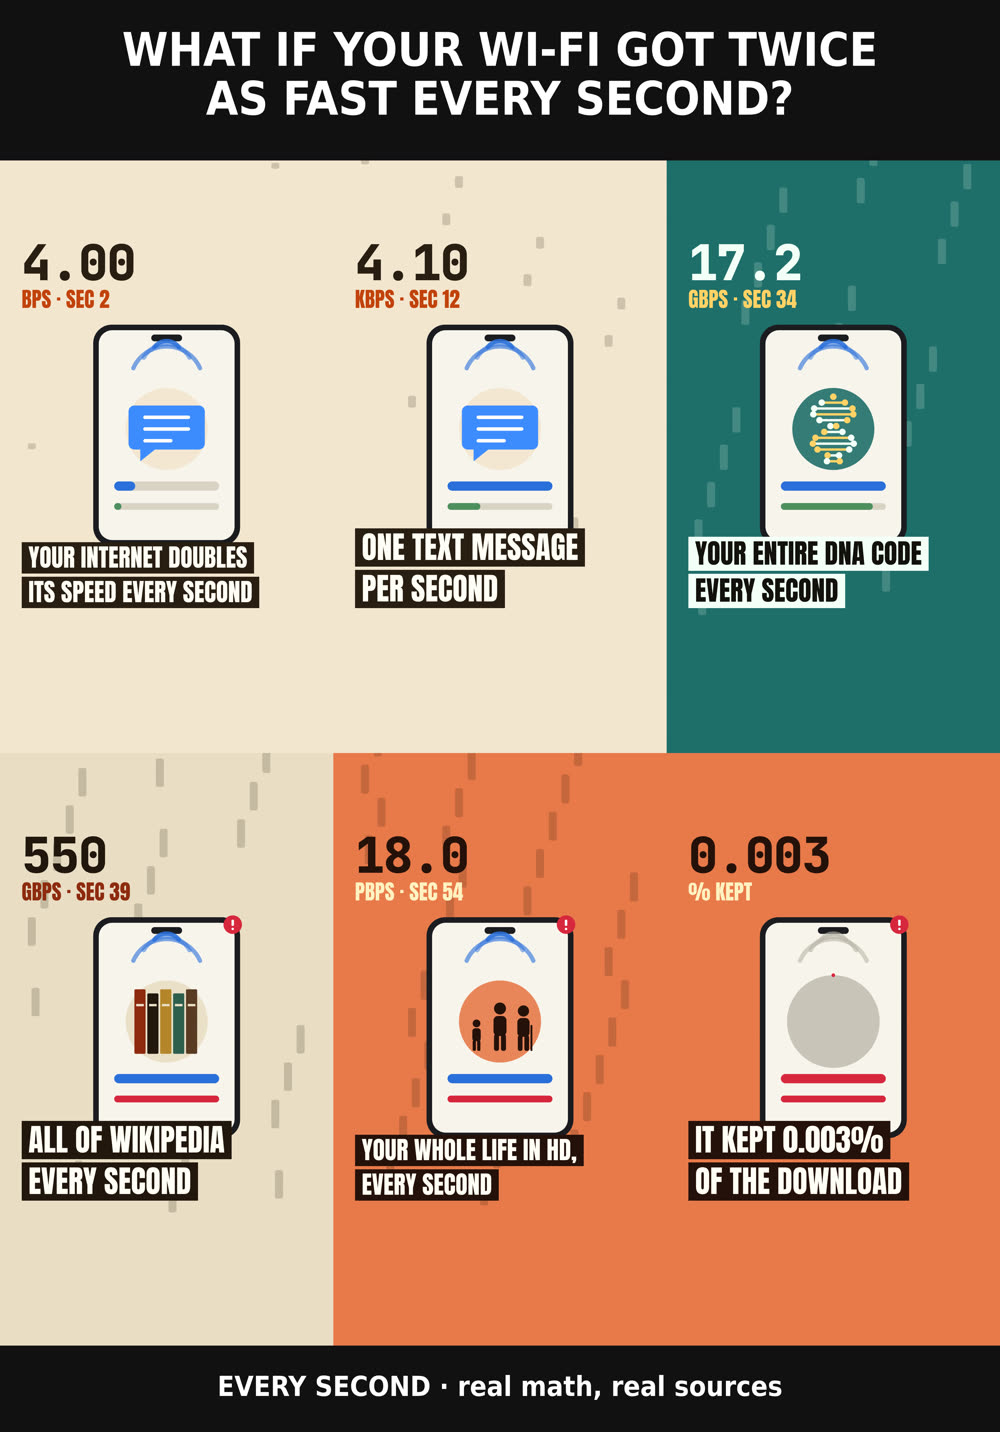 WHAT IF YOUR WI-FI GOT TWICE
AS FAST EVERY SECOND?
4.00
BPS · SEC 2
YOUR INTERNET DOUBLES
ITS SPEED EVERY SECOND
4.10
KBPS · SEC 12
ONE TEXT MESSAGE
PER SECOND
17.2
GBPS · SEC 34
YOUR ENTIRE DNA CODE
EVERY SECOND
550
GBPS · SEC 39
!
ALL OF WIKIPEDIA
EVERY SECOND
18.0
PBPS · SEC 54
!
YOUR WHOLE LIFE IN HD,
EVERY SECOND
0.003
% KEPT
!
IT KEPT 0.003%
OF THE DOWNLOAD
EVERY SECOND · real math, real sources